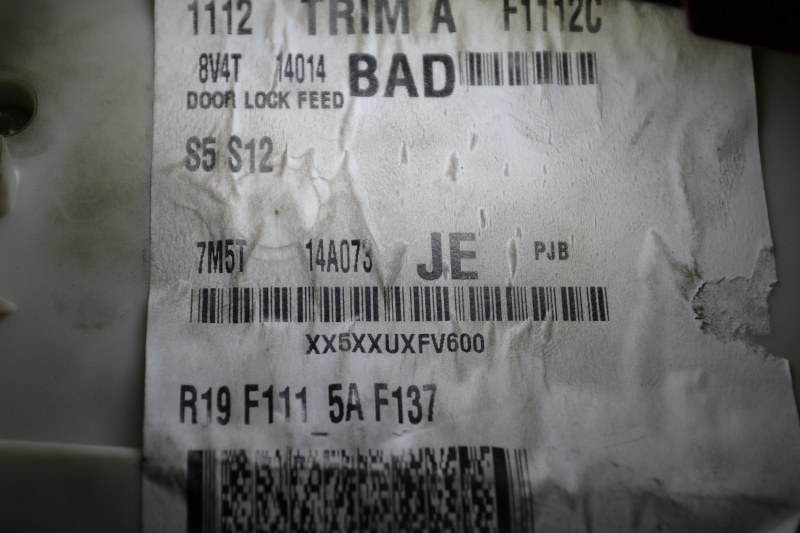 1112 TRIM A F1112C
8V4T 14014 BAD
DOOR LOCK FEED
S5 S12
7M5T 14A073 JE PJB
XX5XXUXFV600
R19 F111_5A F137